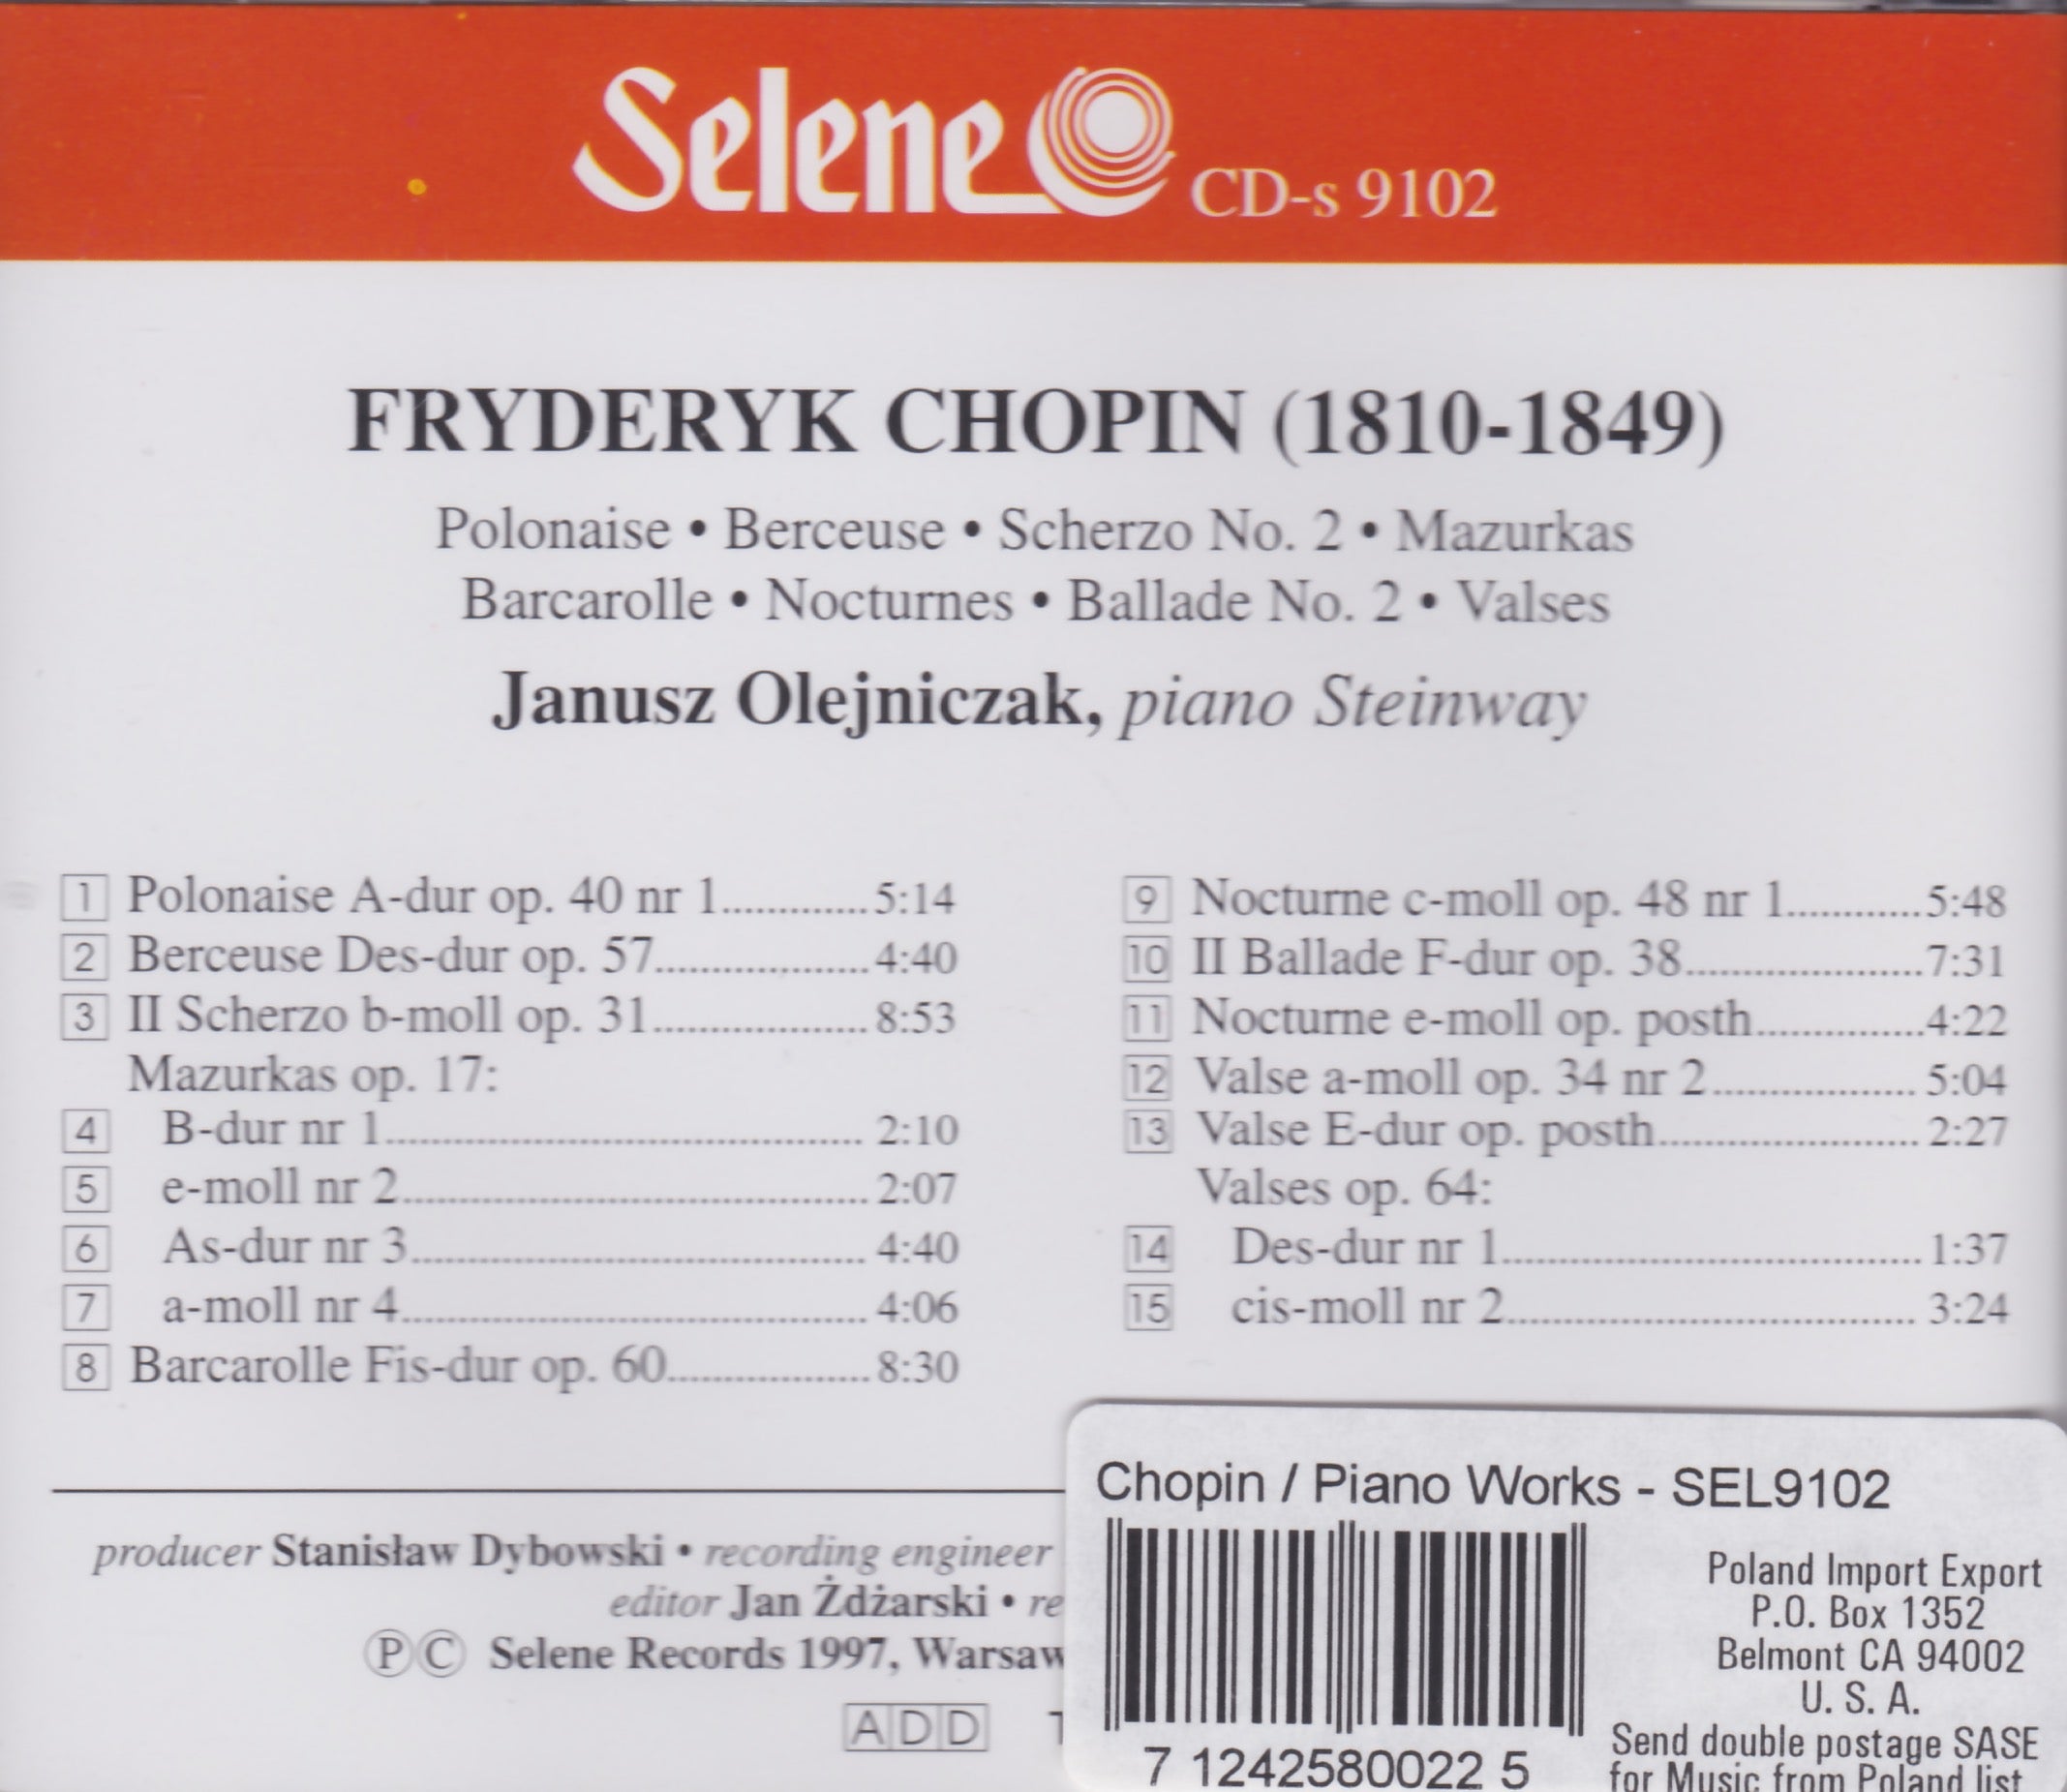 Selene CD-s 9102
FRYDERYK CHOPIN (1810-1849)
Polonaise • Berceuse • Scherzo No. 2 • Mazurkas
Barcarolle • Nocturnes • Ballade No. 2 • Valses
Janusz Olejniczak, piano Steinway
1 Polonaise A-dur op. 40 nr 1............5:14
2 Berceuse Des-dur op. 57..................4:40
3 II Scherzo b-moll op. 31..................8:53
Mazurkas op. 17:
4 B-dur nr 1........................................ 2:10
5 e-moll nr 2....................................... 2:07
6 As-dur nr 3...................................... 4:40
7 a-moll nr 4....................................... 4:06
8 Barcarolle Fis-dur op. 60.................8:30
9 Nocturne c-moll op. 48 nr 1............5:48
10 II Ballade F-dur op. 38....................7:31
11 Nocturne e-moll op. posth..............4:22
12 Valse a-moll op. 34 nr 2................. 5:04
13 Valse E-dur op. posth...................... 2:27
Valses op. 64:
14 Des-dur nr 1................................... 1:37
15 cis-moll nr 2.................................. 3:24
producer Stanisław Dybowski • recording engineer
editor Jan Żdżarski • re
Ⓟ© Selene Records 1997, Warsaw
ADD
Chopin / Piano Works - SEL9102
7 1242580022 5
Poland Import Export
P.O. Box 1352
Belmont CA 94002
U. S. A.
Send double postage SASE
for Music from Poland list